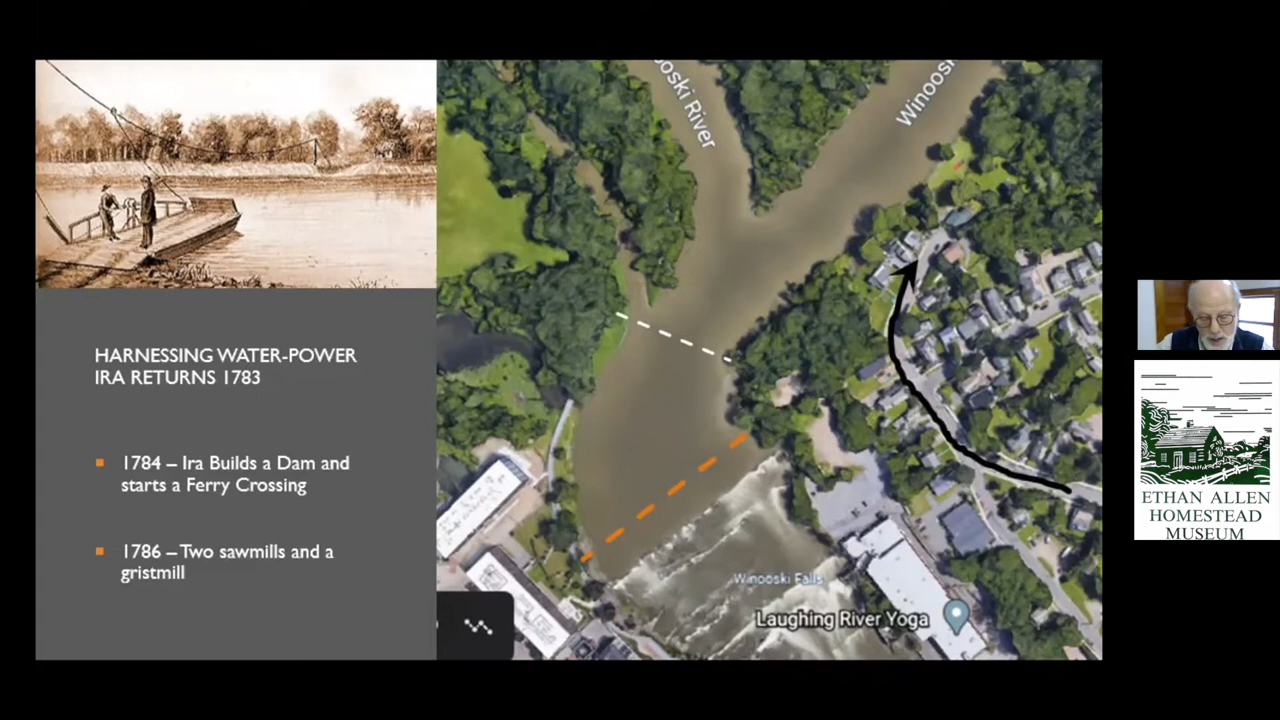 HARNESSING WATER-POWER
IRA RETURNS 1783
1784 – Ira Builds a Dam and
starts a Ferry Crossing
1786 – Two sawmills and a
gristmill
ooski River
Winoosk
Winooski Falls
Laughing River Yoga
ETHAN ALLEN
HOMESTEAD
MUSEUM